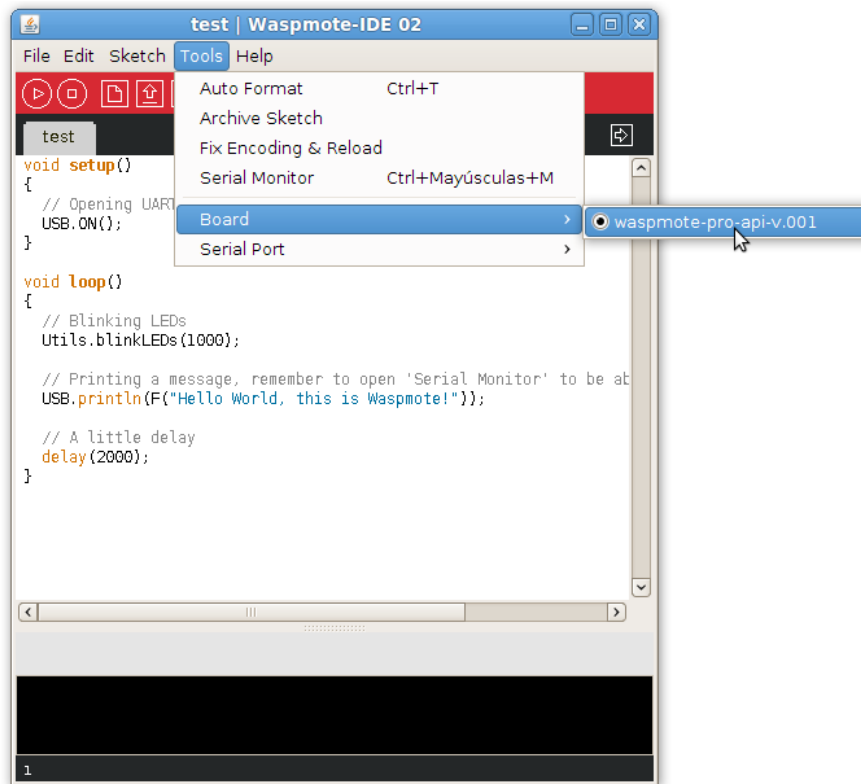 test | Waspmote-IDE 02
File Edit Sketch Tools Help
Auto Format Ctrl+T
Archive Sketch
Fix Encoding & Reload
Serial Monitor Ctrl+Mayúsculas+M
Board
waspmote-pro-api-v.001
Serial Port
test
void setup()
{
// Opening UART
USB.ON();
}
void loop()
{
// Blinking LEDs
Utils.blinkLEDs(1000);
// Printing a message, remember to open 'Serial Monitor' to be ab
USB.println(F("Hello World, this is Waspmote!"));
// A little delay
delay(2000);
}
1